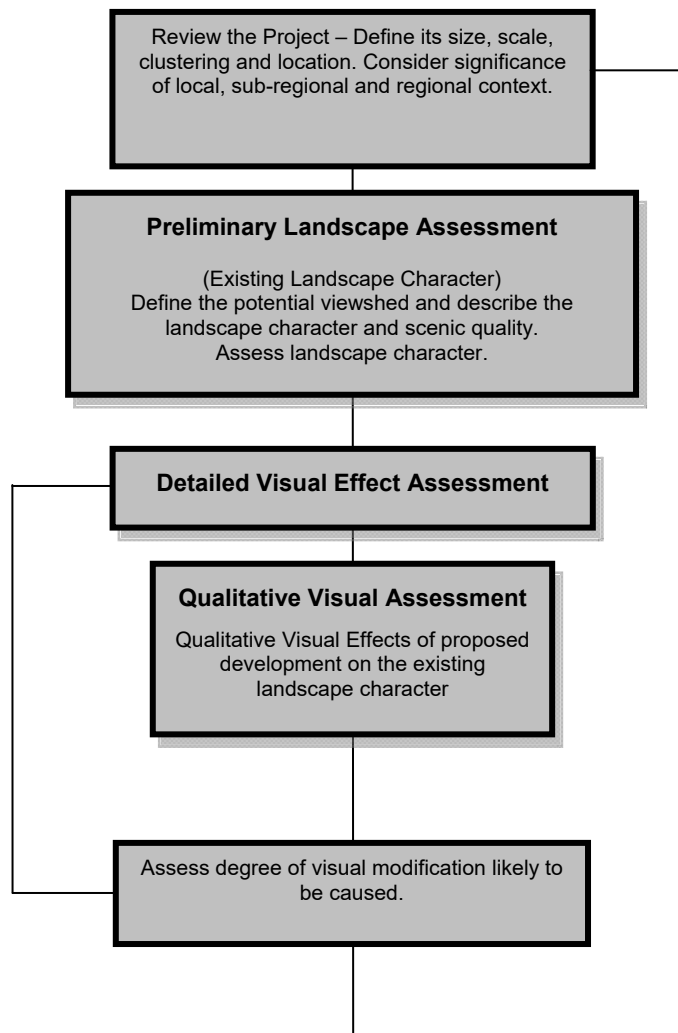 Review the Project – Define its size, scale,
clustering and location. Consider significance
of local, sub-regional and regional context.
Preliminary Landscape Assessment
(Existing Landscape Character)
Define the potential viewshed and describe the
landscape character and scenic quality.
Assess landscape character.
Detailed Visual Effect Assessment
Qualitative Visual Assessment
Qualitative Visual Effects of proposed
development on the existing
landscape character
Assess degree of visual modification likely to
be caused.